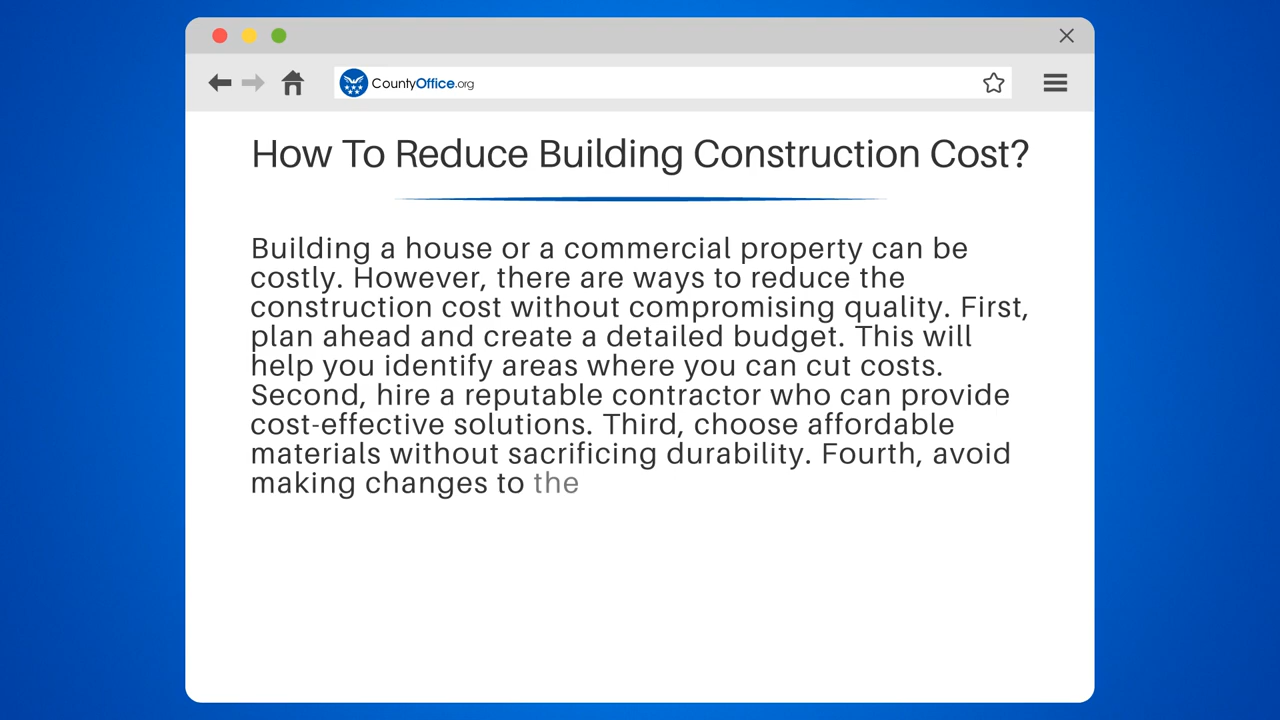 CountyOffice.org
How To Reduce Building Construction Cost?
Building a house or a commercial property can be
costly. However, there are ways to reduce the
construction cost without compromising quality. First,
plan ahead and create a detailed budget. This will
help you identify areas where you can cut costs.
Second, hire a reputable contractor who can provide
cost-effective solutions. Third, choose affordable
materials without sacrificing durability. Fourth, avoid
making changes to the